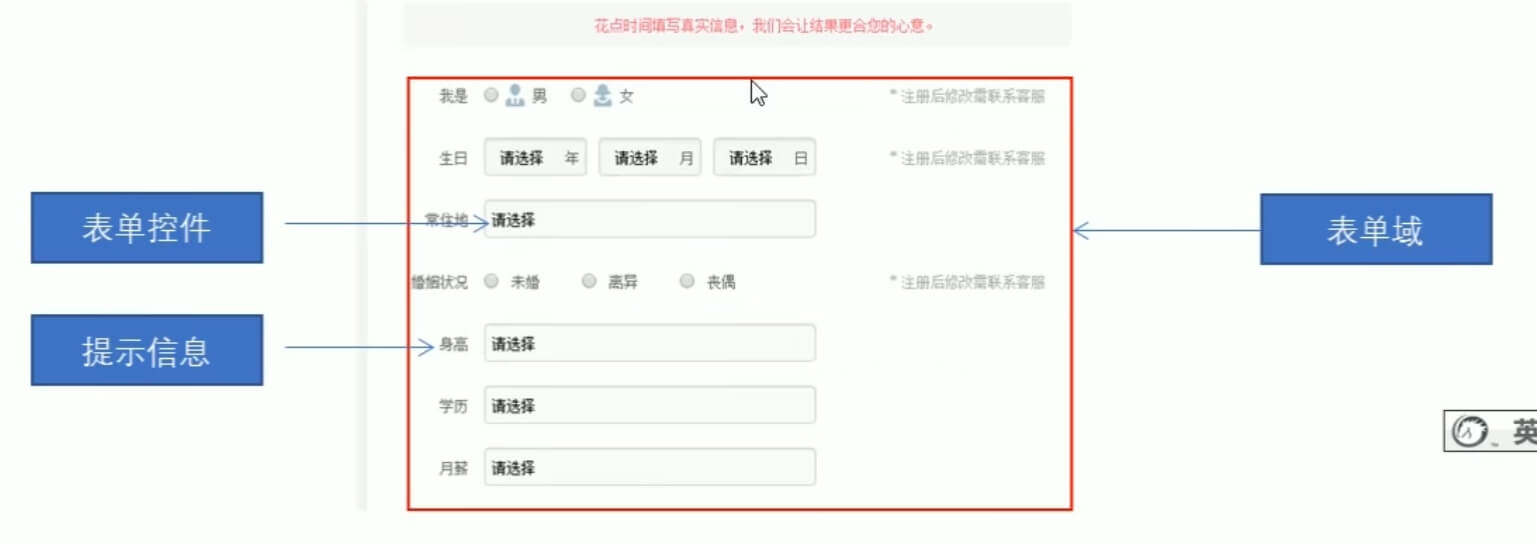 花点时间填写真实信息，我们会让结果更合您的心意。
我是 男 女 * 注册后修改需联系客服
生日 请选择 年 请选择 月 请选择 日 * 注册后修改需联系客服
表单控件
常住地 请选择
表单域
婚姻状况 未婚 离异 丧偶 * 注册后修改需联系客服
提示信息
身高 请选择
学历 请选择
月薪 请选择
英